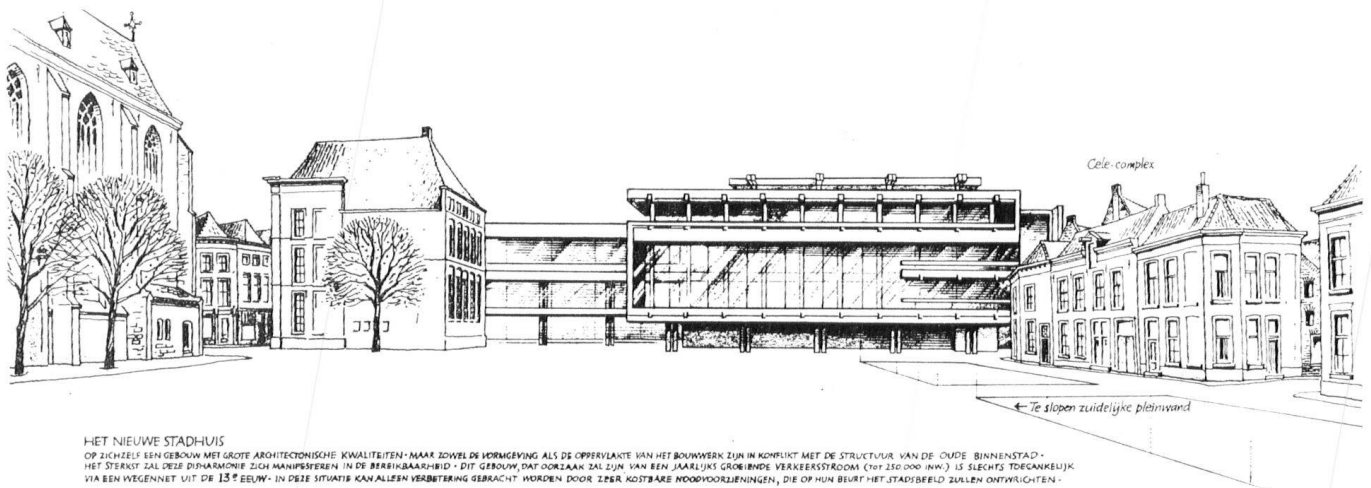 Cele-complex
← Te slopen zuidelijke pleinwand
HET NIEUWE STADHUIS
OP ZICHZELF EEN GEBOUW MET GROTE ARCHITECTONISCHE KWALITEITEN · MAAR ZOWEL DE VORMGEVING ALS DE OPPERVLAKTE VAN HET BOUWWERK ZIJN IN KONFLIKT MET DE STRUCTUUR VAN DE OUDE BINNENSTAD ·
HET STERKST ZAL DEZE DISHARMONIE ZICH MANIFESTEREN IN DE BEREIKBAARHEID · DIT GEBOUW, DAT OORZAAK ZAL ZIJN VAN EEN JAARLIJKS GROEIENDE VERKEERSSTROOM (TOT 250.000 INW.) IS SLECHTS TOEGANKELIJK
VIA EEN WEGENNET UIT DE 13e EEUW · IN DEZE SITUATIE KAN ALLEEN VERBETERING GEBRACHT WORDEN DOOR ZEER KOSTBARE NOODVOORZIENINGEN, DIE OP HUN BEURT HET STADSBEELD ZULLEN ONTWRICHTEN ·